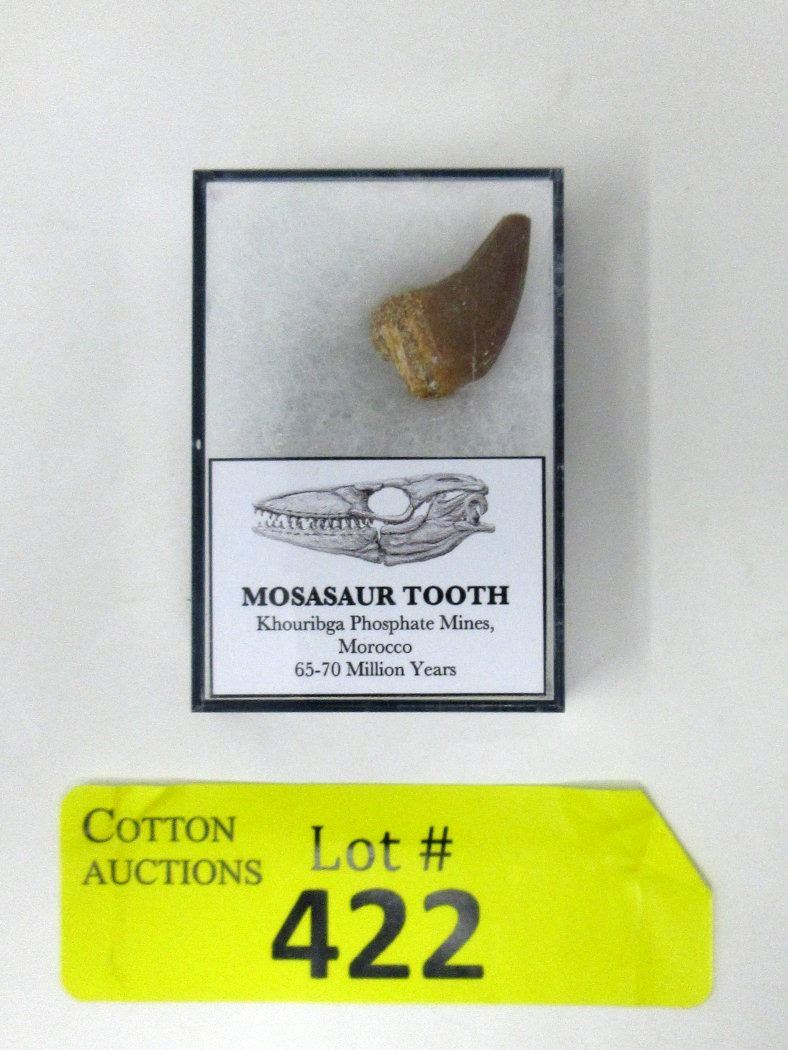 MOSASAUR TOOTH
Khouribga Phosphate Mines,
Morocco
65-70 Million Years
COTTON
AUCTIONS
Lot #
422